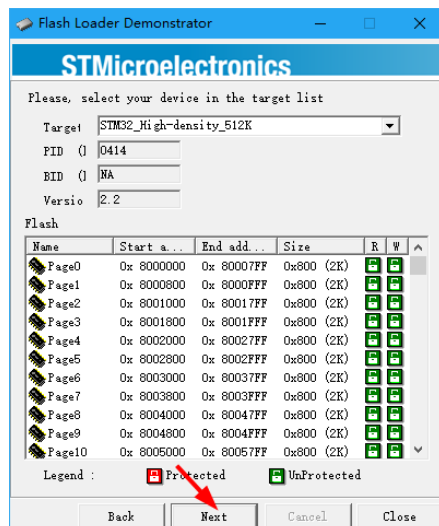 Flash Loader Demonstrator
STMicroelectronics
Please, select your device in the target list
Target STM32_High-density_512K
PID () 0414
BID () NA
Versio 2.2
Flash
Name Start a... End add... Size R W
Page0 0x 8000000 0x 80007FF 0x800 (2K)
Page1 0x 8000800 0x 8000FFF 0x800 (2K)
Page2 0x 8001000 0x 80017FF 0x800 (2K)
Page3 0x 8001800 0x 8001FFF 0x800 (2K)
Page4 0x 8002000 0x 80027FF 0x800 (2K)
Page5 0x 8002800 0x 8002FFF 0x800 (2K)
Page6 0x 8003000 0x 80037FF 0x800 (2K)
Page7 0x 8003800 0x 8003FFF 0x800 (2K)
Page8 0x 8004000 0x 80047FF 0x800 (2K)
Page9 0x 8004800 0x 8004FFF 0x800 (2K)
Page10 0x 8005000 0x 80057FF 0x800 (2K)
Legend : Protected UnProtected
Back Next Cancel Close